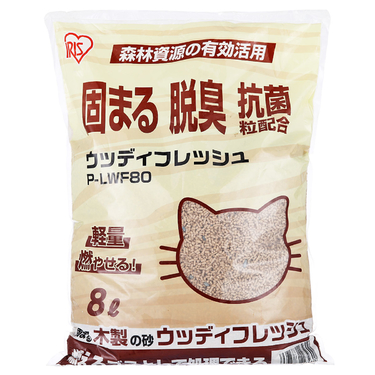 IRIS
森林資源の有効活用
固まる 脱臭 抗菌
粒配合
ウッディフレッシュ
P-LWF80
軽量
燃やせる!
8ℓ
木製の砂 ウッディフレッシュ